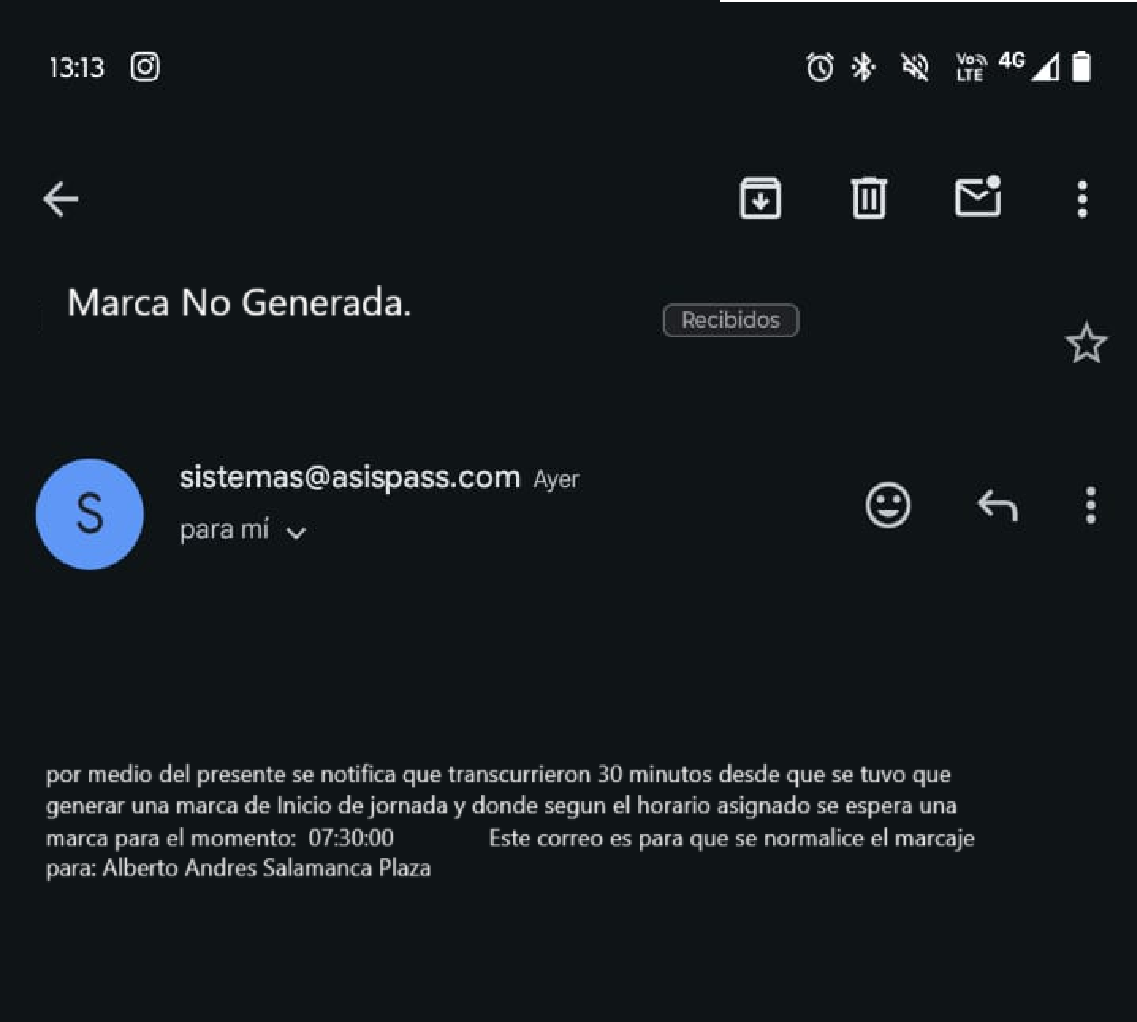 13:13
Vo LTE 4G
Marca No Generada.
Recibidos
S
sistemas@asispass.com Ayer
para mí
por medio del presente se notifica que transcurrieron 30 minutos desde que se tuvo que
generar una marca de Inicio de jornada y donde segun el horario asignado se espera una
marca para el momento: 07:30:00 Este correo es para que se normalice el marcaje
para: Alberto Andres Salamanca Plaza